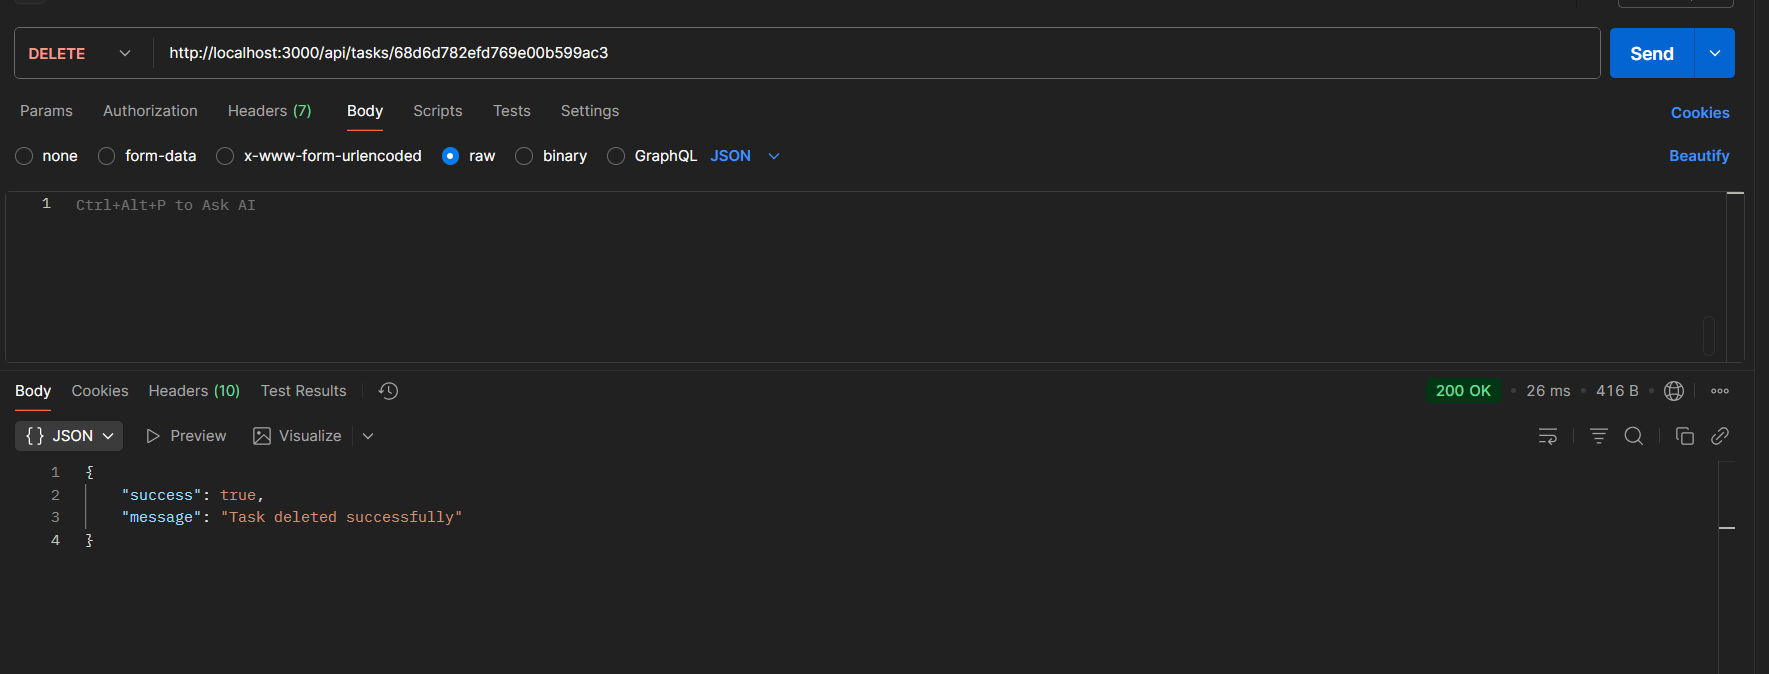 DELETE http://localhost:3000/api/tasks/68d6d782efd769e00b599ac3 Send
Params Authorization Headers (7) Body Scripts Tests Settings Cookies
none form-data x-www-form-urlencoded raw binary GraphQL JSON Beautify
1 Ctrl+Alt+P to Ask AI
Body Cookies Headers (10) Test Results 200 OK • 26 ms • 416 B •
{} JSON Preview Visualize
1 {
2 "success": true,
3 "message": "Task deleted successfully"
4 }